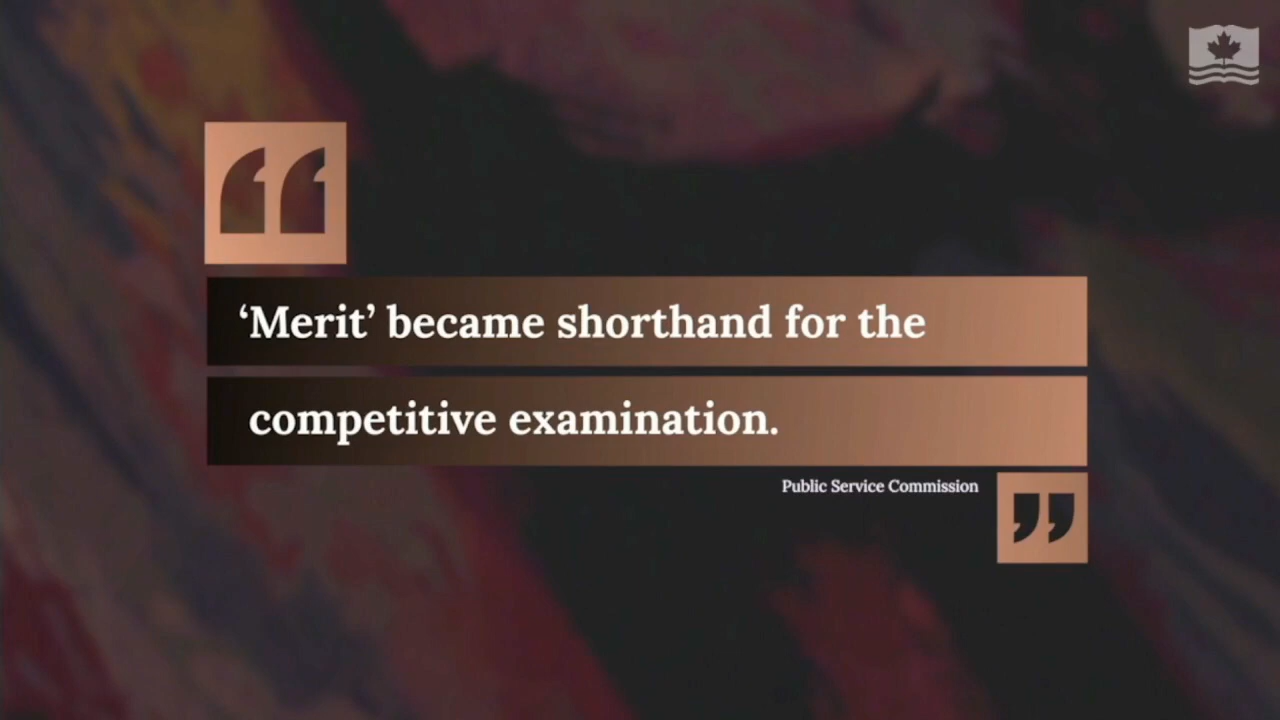 “
‘Merit’ became shorthand for the
competitive examination.
Public Service Commission
”